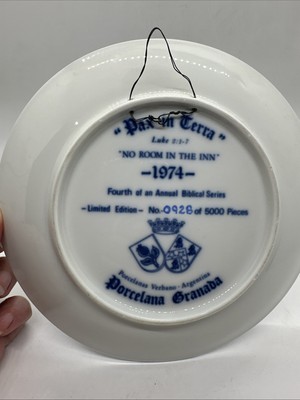 "Pax in Terra"
Luke 2:1-7
"NO ROOM IN THE INN"
-1974-
Fourth of an Annual Biblical Series
-Limited Edition- No. 0928 of 5000 Pieces
Porcelana Verbano - Argentina
Porcelana Granada